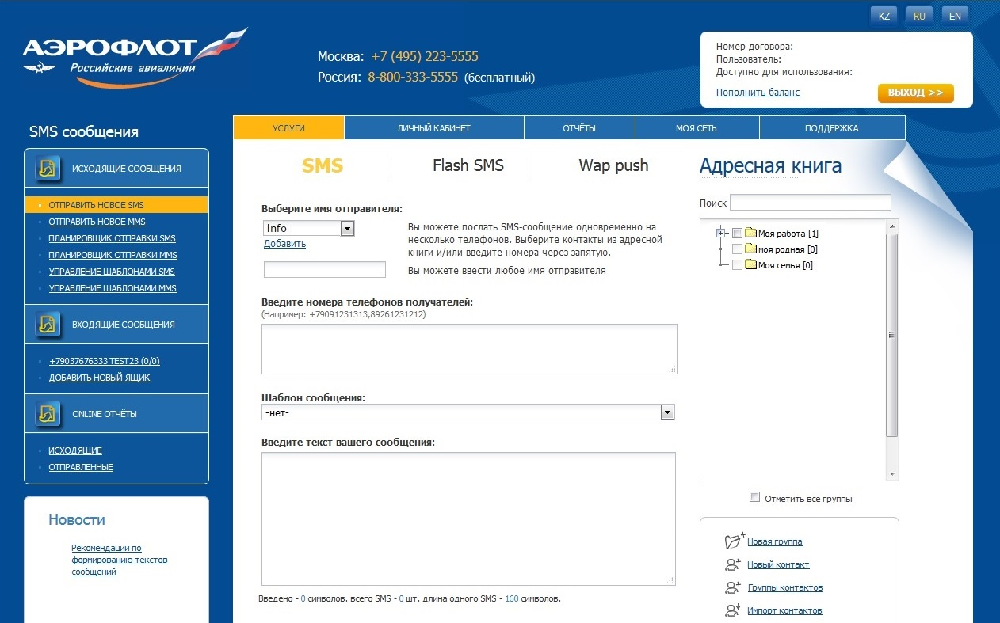 KZ
RU
EN
АЭРОФЛОТ
Российские авиалинии
Москва: +7 (495) 223-5555
Россия: 8-800-333-5555 (бесплатный)
Номер договора:
Пользователь:
Доступно для использования:
Пополнить баланс
ВЫХОД >>
SMS сообщения
ИСХОДЯЩИЕ СООБЩЕНИЯ
ОТПРАВИТЬ НОВОЕ SMS
ОТПРАВИТЬ НОВОЕ MMS
ПЛАНИРОВЩИК ОТПРАВКИ SMS
ПЛАНИРОВЩИК ОТПРАВКИ MMS
УПРАВЛЕНИЕ ШАБЛОНАМИ SMS
УПРАВЛЕНИЕ ШАБЛОНАМИ MMS
ВХОДЯЩИЕ СООБЩЕНИЯ
+79037676333 TEST23 (0/0)
ДОБАВИТЬ НОВЫЙ ЯЩИК
ONLINE ОТЧЁТЫ
ИСХОДЯЩИЕ
ОТПРАВЛЕННЫЕ
Новости
Рекомендации по
формированию текстов
сообщений
УСЛУГИ
ЛИЧНЫЙ КАБИНЕТ
ОТЧЁТЫ
МОЯ СЕТЬ
ПОДДЕРЖКА
SMS
Flash SMS
Wap push
Выберите имя отправителя:
info
Добавить
Вы можете послать SMS-сообщение одновременно на
несколько телефонов. Выберите контакты из адресной
книги и/или введите номера через запятую.
Вы можете ввести любое имя отправителя
Введите номера телефонов получателей:
(Например: +79091231313,89261231212)
Шаблон сообщения:
-нет-
Введите текст вашего сообщения:
Введено - 0 символов. всего SMS - 0 шт. длина одного SMS - 160 символов.
Адресная книга
Поиск
Моя работа [1]
моя родная [0]
Моя семья [0]
Отметить все группы
Новая группа
Новый контакт
Группы контактов
Импорт контактов